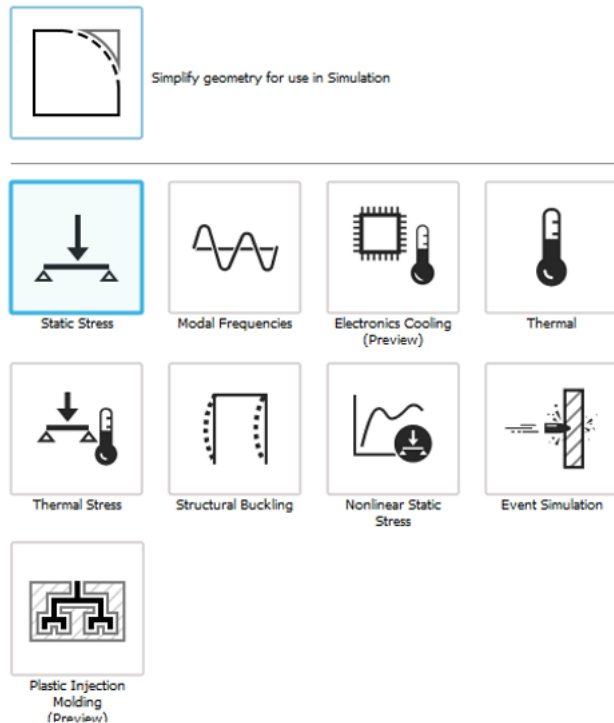 Simplify geometry for use in Simulation
Static Stress
Modal Frequencies
Electronics Cooling
(Preview)
Thermal
Thermal Stress
Structural Buckling
Nonlinear Static
Stress
Event Simulation
Plastic Injection
Molding
(Preview)